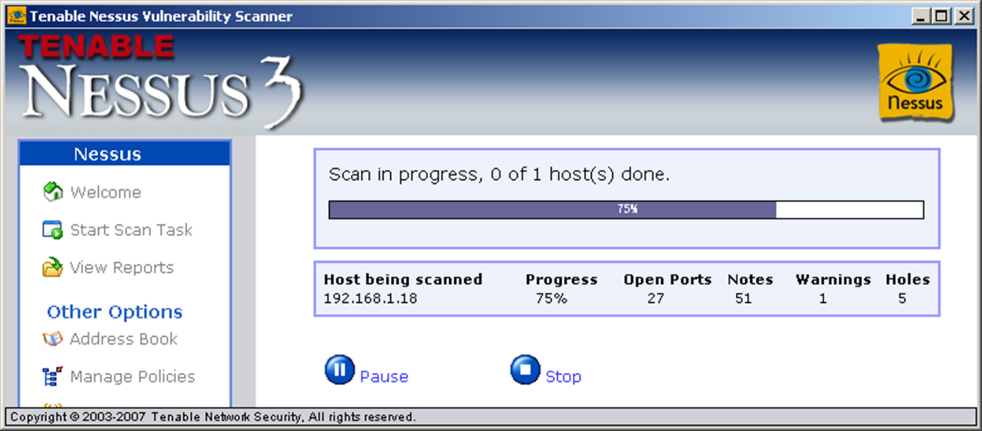 Tenable Nessus Vulnerability Scanner
TENABLE
NESSUS 3
Nessus
Nessus
Welcome
Start Scan Task
View Reports
Other Options
Address Book
Manage Policies
Scan in progress, 0 of 1 host(s) done.
75%
Host being scanned Progress Open Ports Notes Warnings Holes
192.168.1.18 75% 27 51 1 5
Pause Stop
Copyright © 2003-2007 Tenable Network Security, All rights reserved.